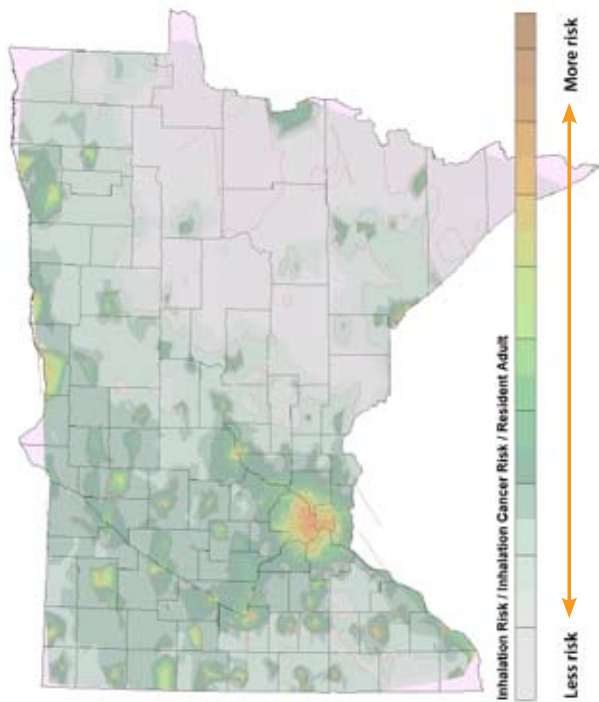 Inhalation Risk / Inhalation Cancer Risk / Resident Adult
More risk
Less risk